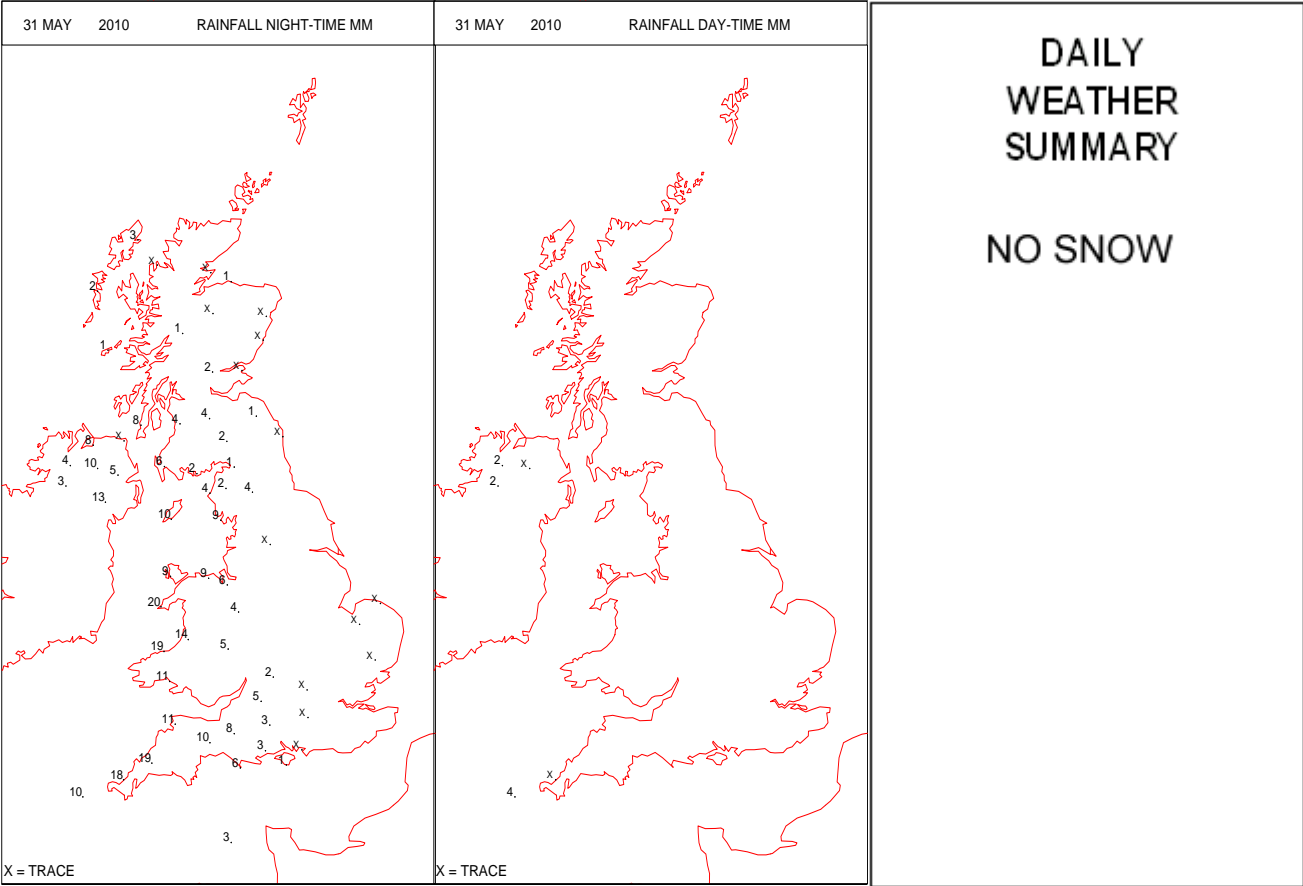 31 MAY 2010 RAINFALL NIGHT-TIME MM
3
X.
X. 1.
2
X. X.
1. X.
1.
2. X.
8. 4. 4. 1.
8. X. 2. X.
4. 10. 5. 6. 2. 1.
3. 4. 2. 4.
13.
10. 9.
X.
9. 9. 6.
20 4. X.
14. X.
19. 5. X.
11. 2. X.
5.
11. 10. 8. 3. X.
19. 6. 3. X. 1.
18
10.
3.
X = TRACE
31 MAY 2010 RAINFALL DAY-TIME MM
2. X.
2.
X.
4.
X = TRACE
DAILY
WEATHER
SUMMARY
NO SNOW